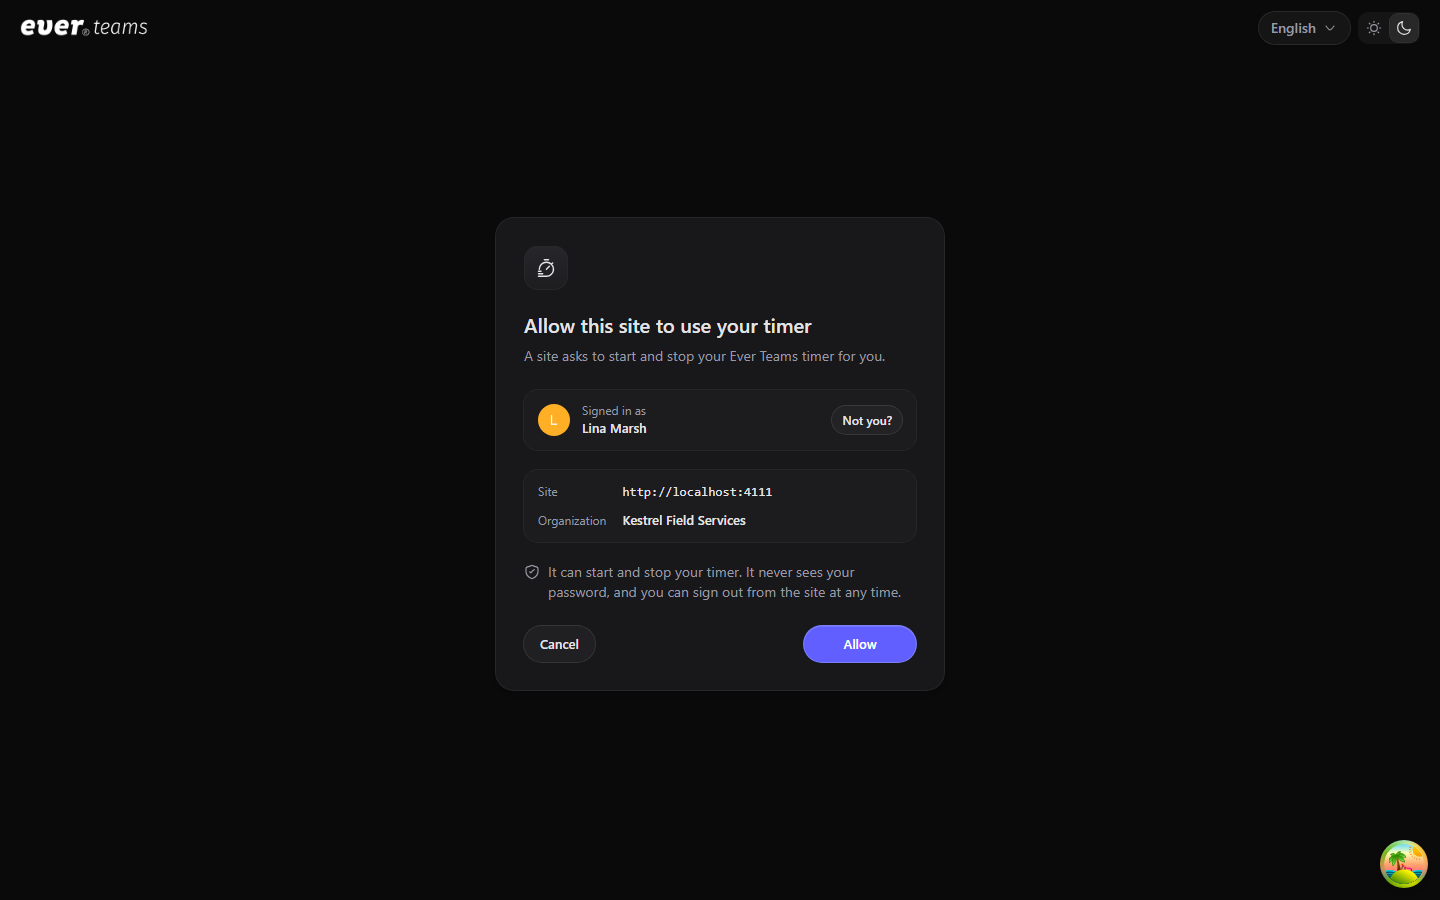 ever® teams
English
Allow this site to use your timer
A site asks to start and stop your Ever Teams timer for you.
L
Signed in as
Lina Marsh
Not you?
Site http://localhost:4111
Organization Kestrel Field Services
It can start and stop your timer. It never sees your
password, and you can sign out from the site at any time.
Cancel
Allow